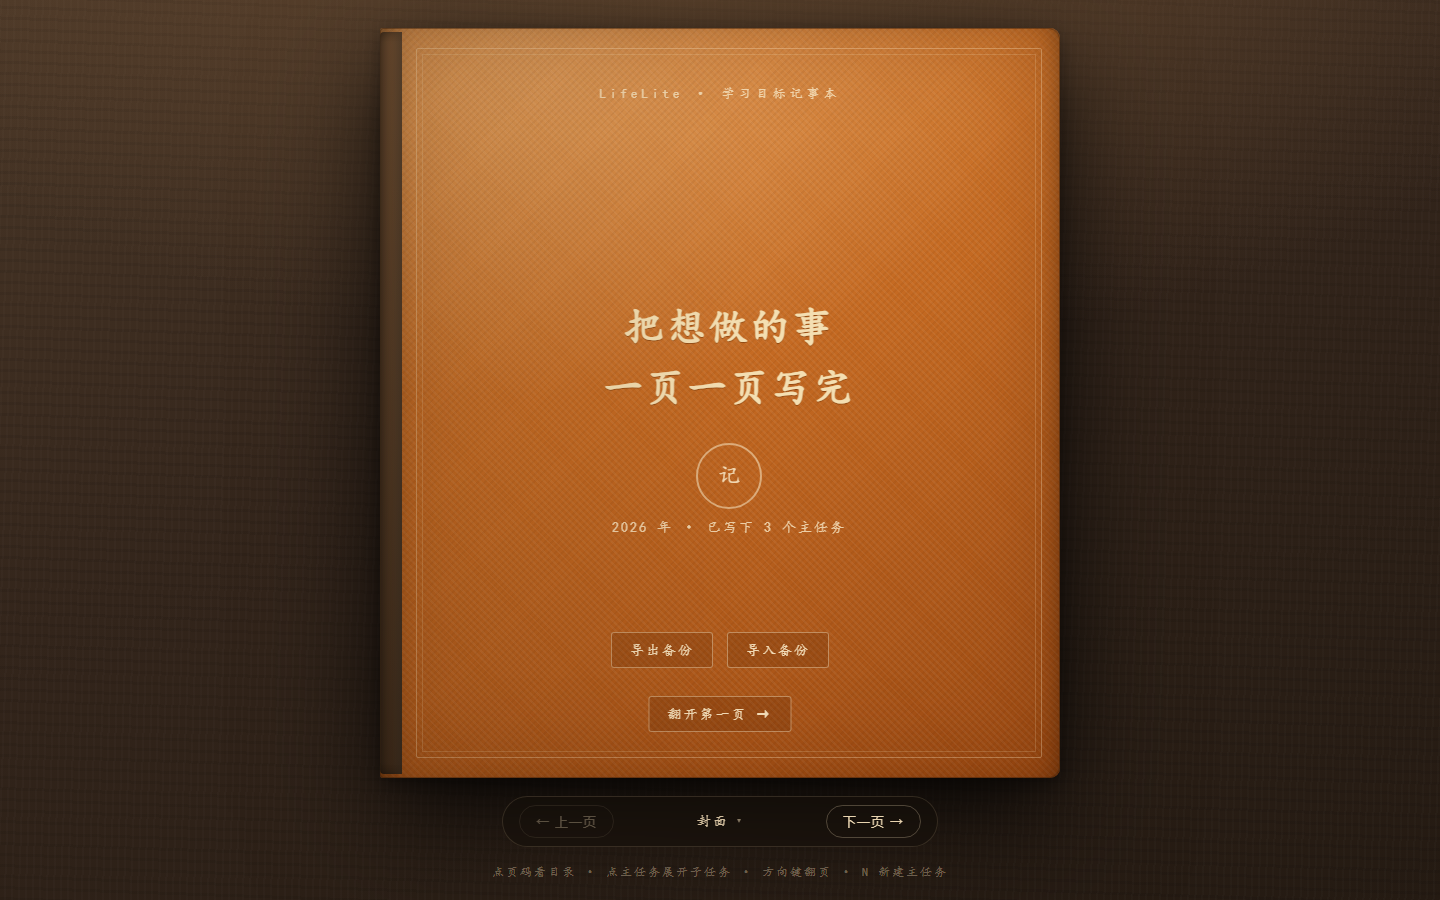 LifeLite • 学习目标记事本
把想做的事
一页一页写完
记
2026 年 • 已写下 3 个主任务
导出备份 导入备份
翻开第一页 →
← 上一页 封面 ▾ 下一页 →
点页码看目录 • 点主任务展开子任务 • 方向键翻页 • N 新建主任务